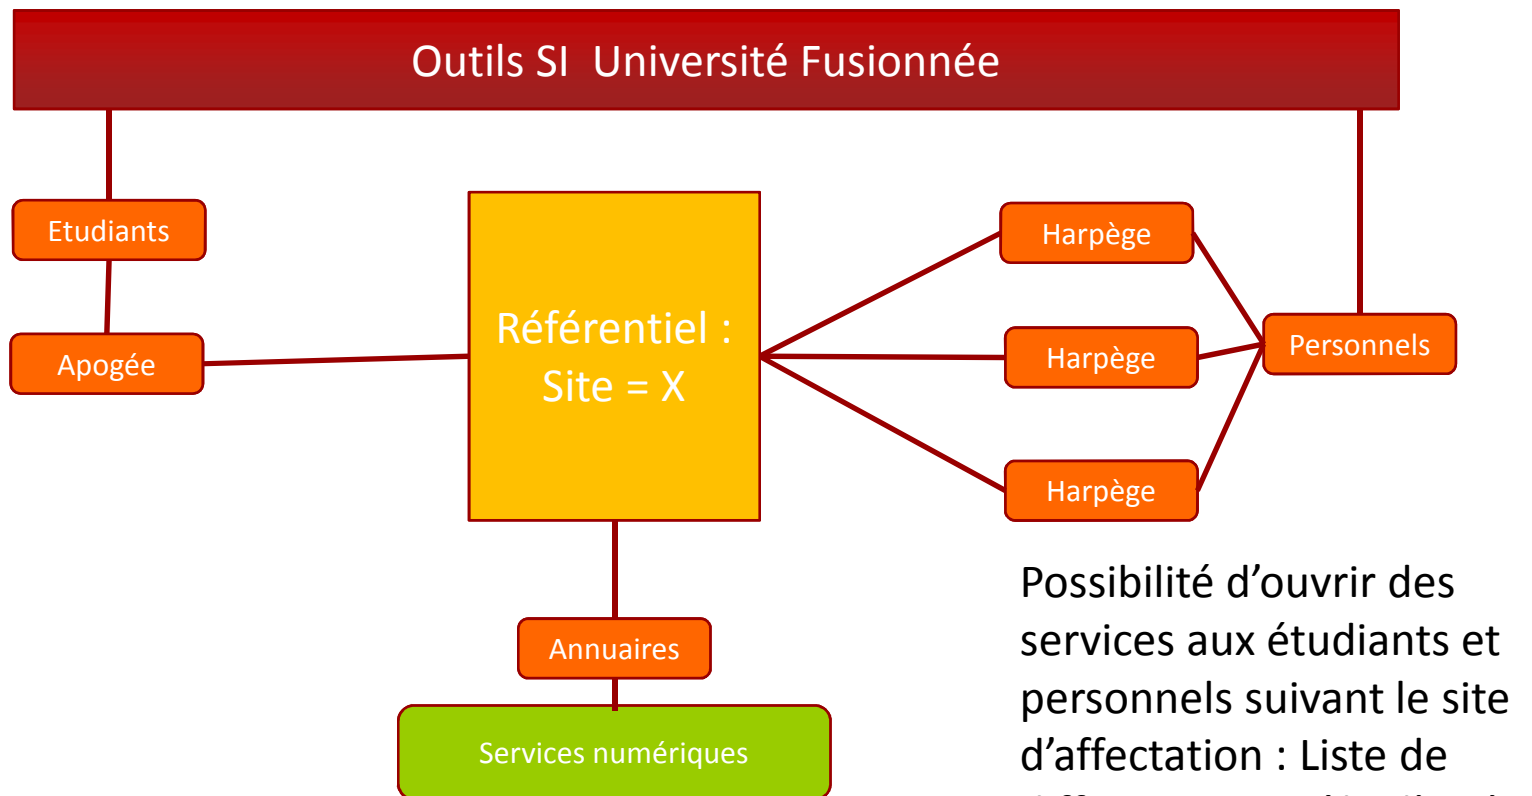 Outils SI Université Fusionnée
Etudiants
Apogée
Référentiel :
Site = X
Harpège
Harpège
Harpège
Personnels
Annuaires
Services numériques
Possibilité d’ouvrir des
services aux étudiants et
personnels suivant le site
d’affectation : Liste de